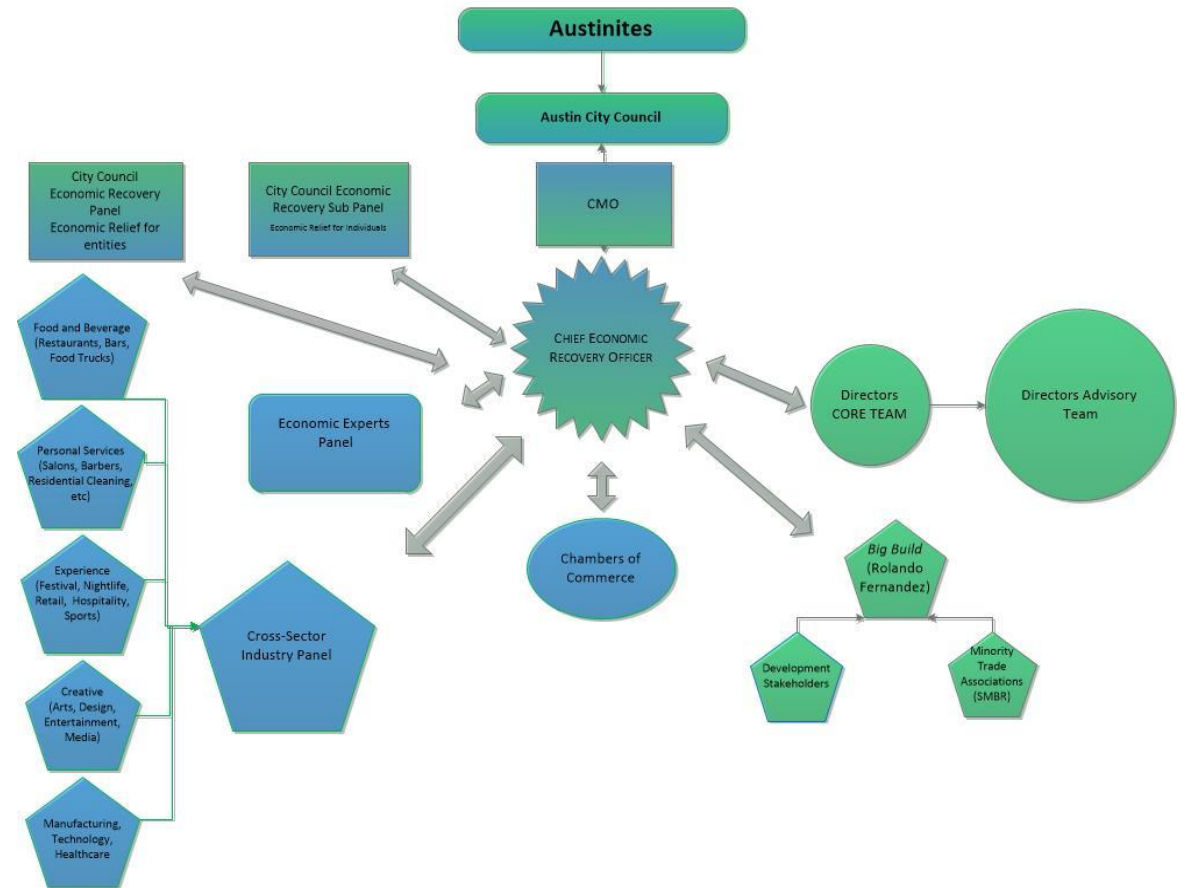 Austinites
Austin City Council
City Council
Economic Recovery
Panel
Economic Relief for
entities
City Council Economic
Recovery Sub Panel
Economic Relief for Individuals
CMO
CHIEF ECONOMIC
RECOVERY OFFICER
Food and Beverage
(Restaurants, Bars,
Food Trucks)
Personal Services
(Salons, Barbers,
Residential Cleaning,
etc)
Experience
(Festival, Nightlife,
Retail, Hospitality,
Sports)
Creative
(Arts, Design,
Entertainment,
Media)
Manufacturing,
Technology,
Healthcare
Economic Experts
Panel
Cross-Sector
Industry Panel
Chambers of
Commerce
Directors
CORE TEAM
Directors Advisory
Team
Big Build
(Rolando
Fernandez)
Development
Stakeholders
Minority
Trade
Associations
(SMBR)